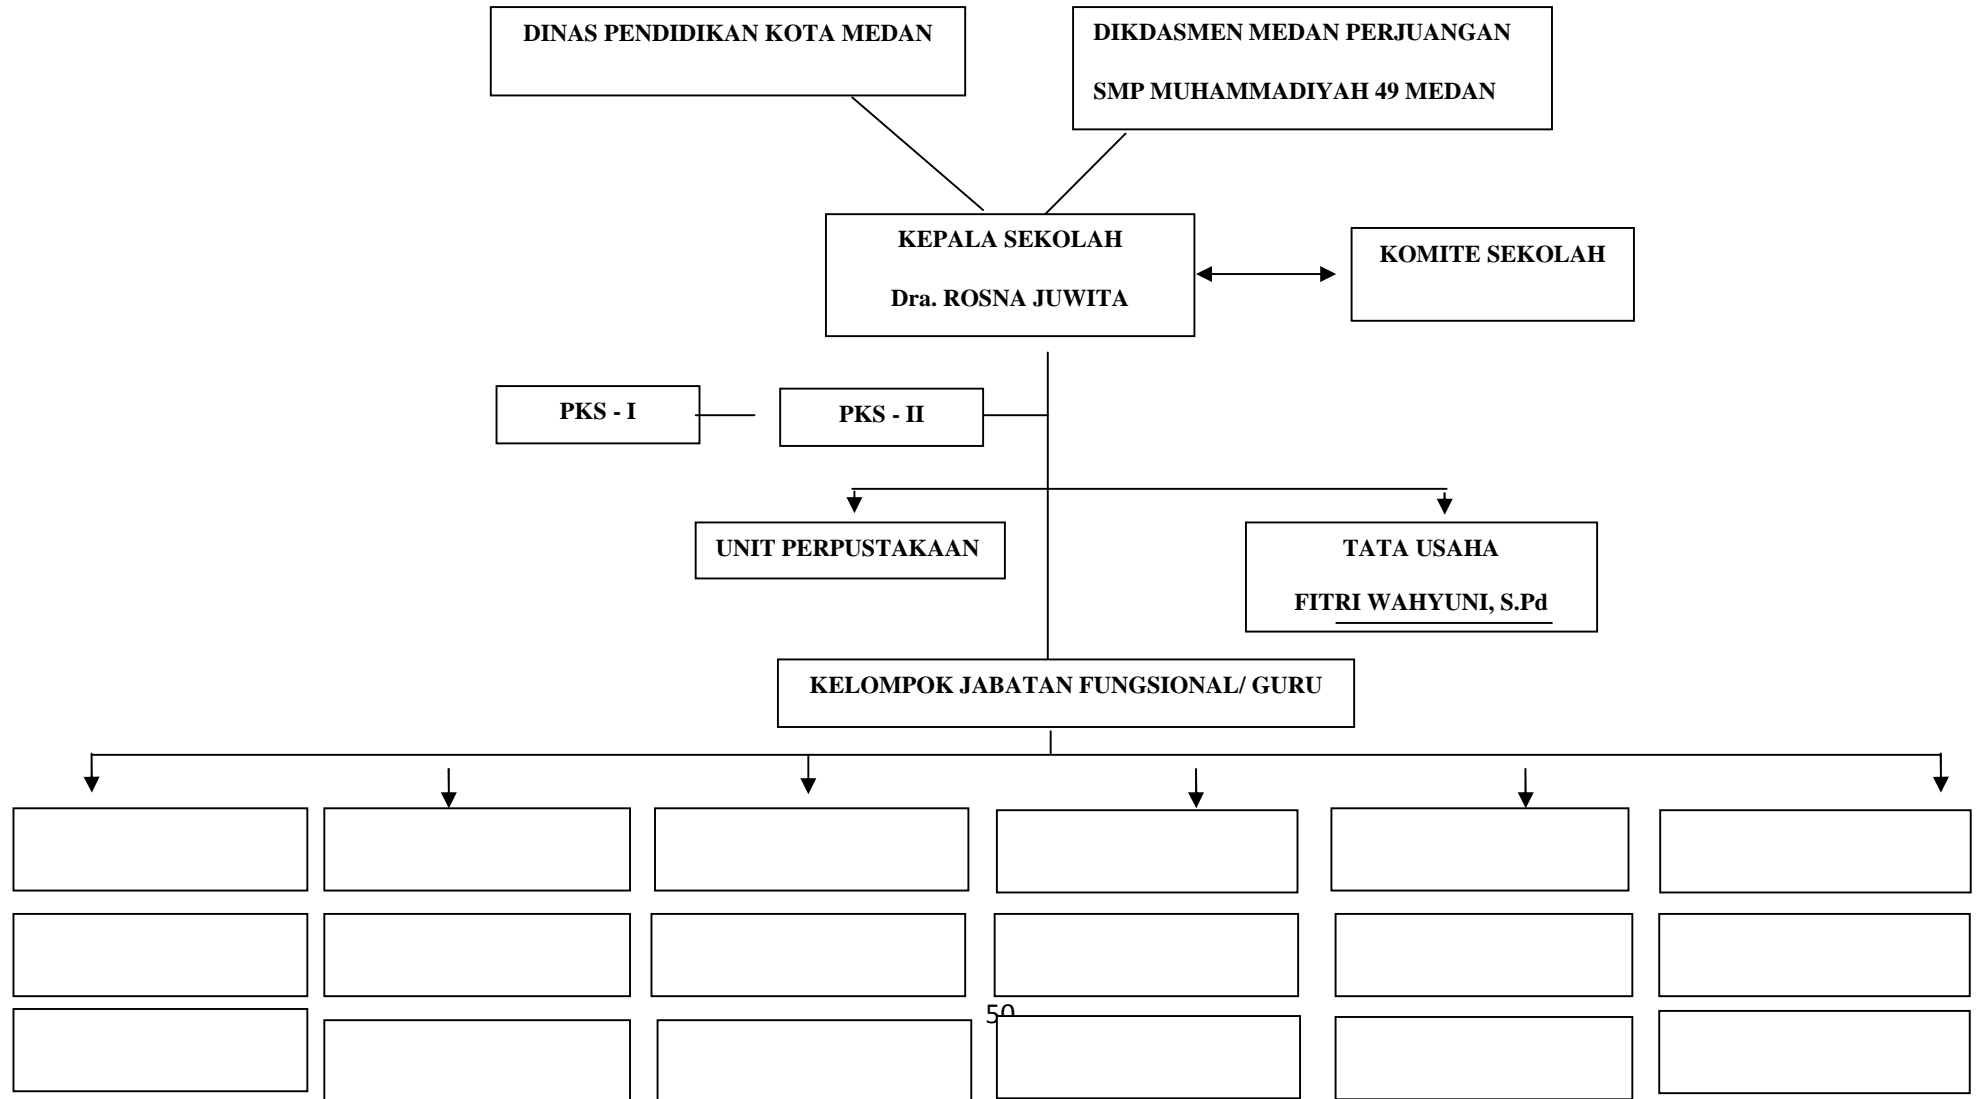 DINAS PENDIDIKAN KOTA MEDAN
DIKDASMEN MEDAN PERJUANGAN
SMP MUHAMMADIYAH 49 MEDAN
KEPALA SEKOLAH
Dra. ROSNA JUWITA
KOMITE SEKOLAH
PKS - I
PKS - II
UNIT PERPUSTAKAAN
TATA USAHA
FITRI WAHYUNI, S.Pd
KELOMPOK JABATAN FUNGSIONAL/ GURU
50